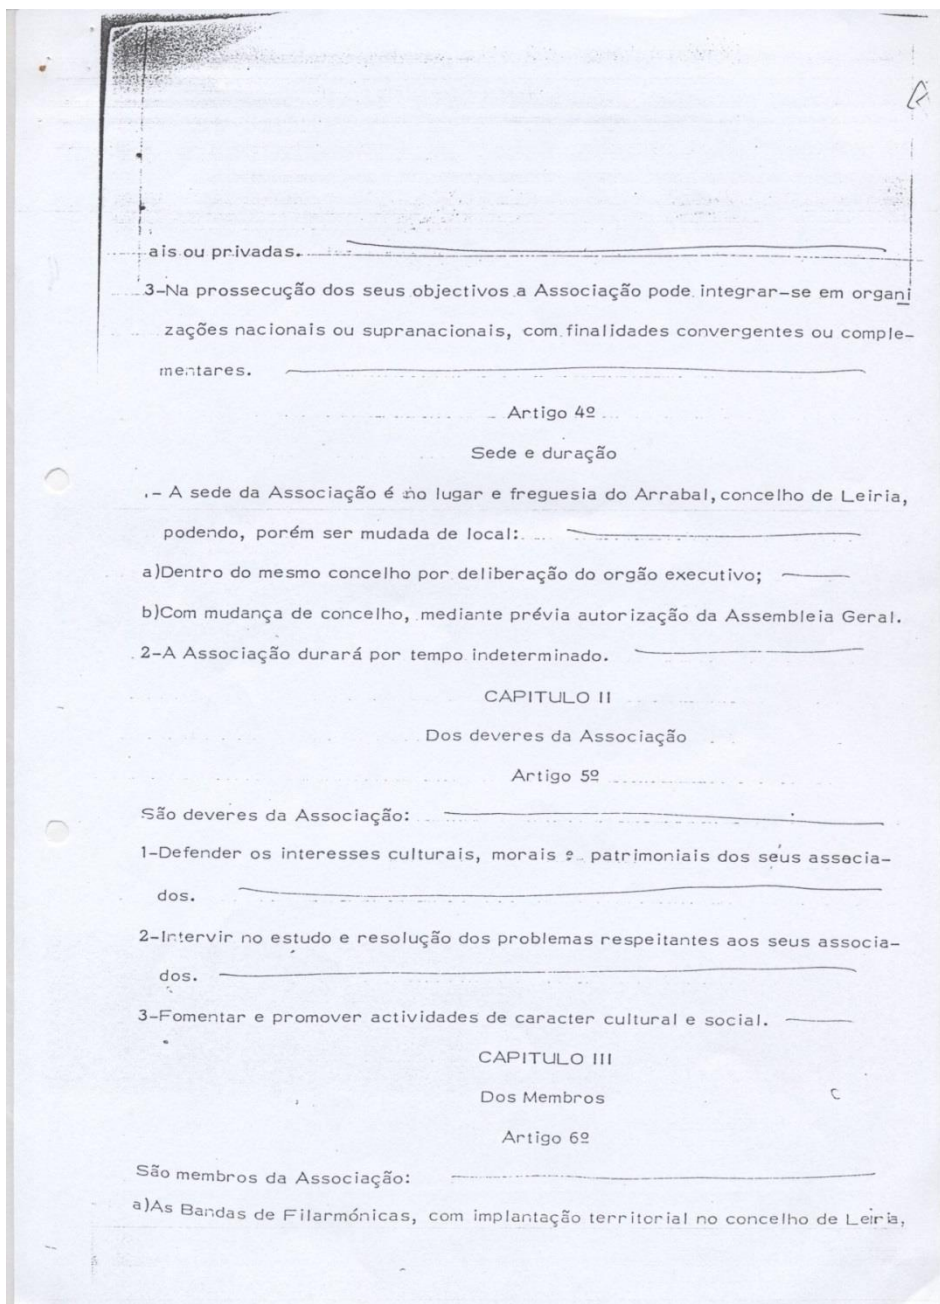 ais ou privadas.
3-Na prossecução dos seus objectivos a Associação pode integrar-se em organi
zações nacionais ou supranacionais, com finalidades convergentes ou comple-
mentares.
Artigo 4º
Sede e duração
.- A sede da Associação é no lugar e freguesia do Arrabal, concelho de Leiria,
podendo, porém ser mudada de local:
a)Dentro do mesmo concelho por deliberação do orgão executivo;
b)Com mudança de concelho, mediante prévia autorização da Assembleia Geral.
2-A Associação durará por tempo indeterminado.
CAPITULO II
Dos deveres da Associação
Artigo 5º
São deveres da Associação:
1-Defender os interesses culturais, morais e patrimoniais dos seus associa-
dos.
2-Intervir no estudo e resolução dos problemas respeitantes aos seus associa-
dos.
3-Fomentar e promover actividades de caracter cultural e social.
CAPITULO III
Dos Membros
Artigo 6º
São membros da Associação:
a)As Bandas de Filarmónicas, com implantação territorial no concelho de Leiria,